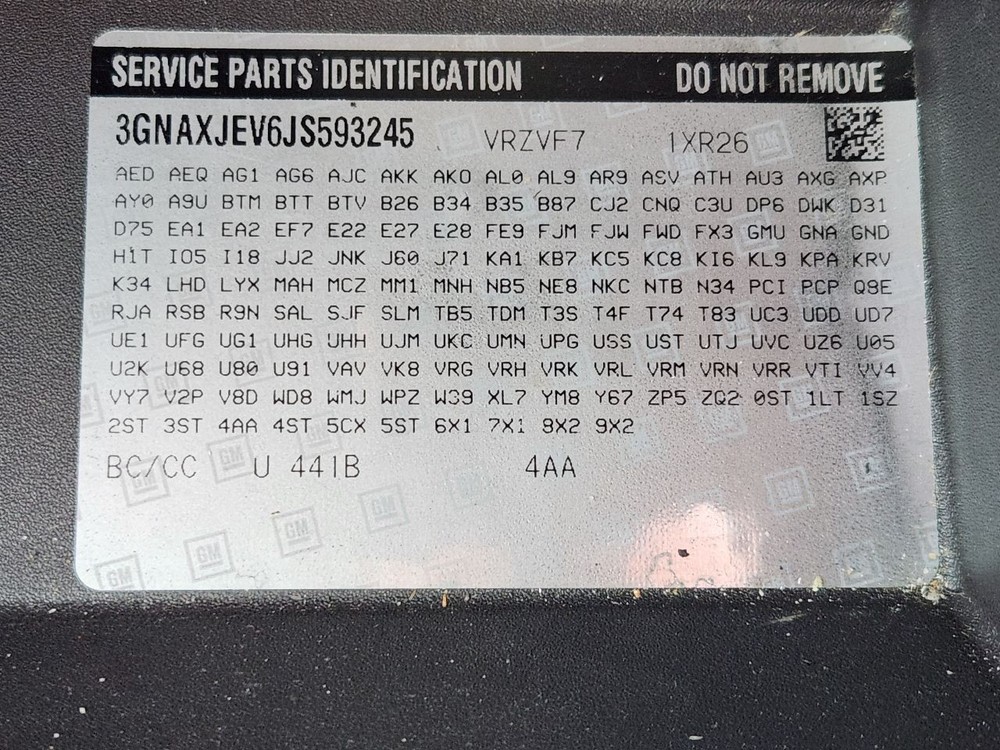 SERVICE PARTS IDENTIFICATION DO NOT REMOVE
3GNAXJEV6JS593245 VRZVF7 1XR26
AED AEQ AG1 AG6 AJC AKK AKO AL0 AL9 AR9 ASV ATH AU3 AXG AXP
AY0 A9U BTM BTT BTV B26 B34 B35 B87 CJ2 CNQ C3U DP6 DWK D31
D75 EA1 EA2 EF7 E22 E27 E28 FE9 FJM FJW FWD FX3 GMU GNA GND
H1T IO5 I18 JJ2 JNK J60 J71 KA1 KB7 KC5 KC8 KI6 KL9 KPA KRV
K34 LHD LYX MAH MCZ MM1 MNH NB5 NE8 NKC NTB N34 PCI PCP Q8E
RJA RSB R9N SAL SJF SLM TB5 TDM T3S T4F T74 T83 UC3 UDD UD7
UE1 UFG UG1 UHG UHH UJM UKC UMN UPG USS UST UTJ UVC UZ6 U05
U2K U68 U80 U91 VAV VK8 VRG VRH VRK VRL VRM VRN VRR VTI VV4
VY7 V2P V8D WD8 WMJ WPZ W39 XL7 YM8 Y67 ZP5 ZQ2 0ST 1LT 1SZ
2ST 3ST 4AA 4ST 5CX 5ST 6X1 7X1 8X2 9X2
BC/CC U 441B 4AA
GM GM GM GM